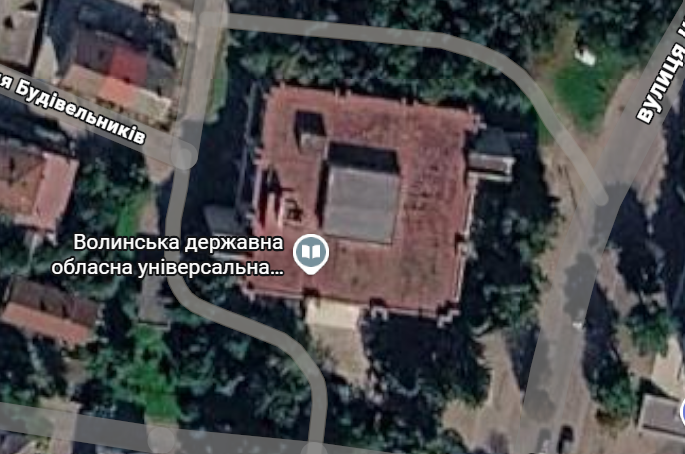 я Будівельників
вулиця
Волинська державна
обласна універсальна...